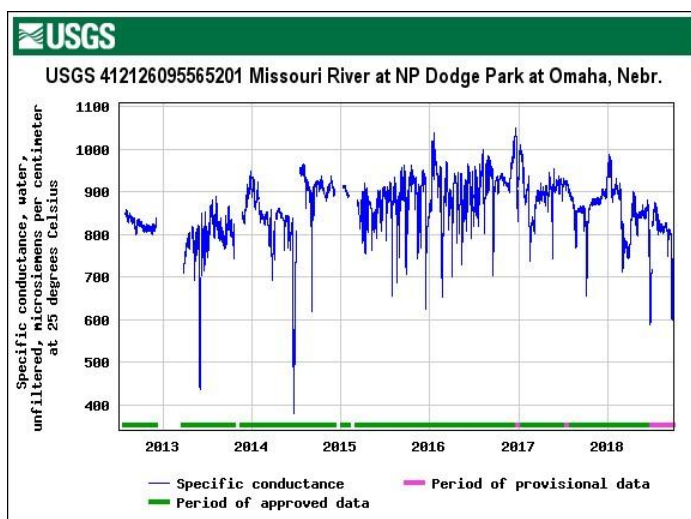 USGS
USGS 412126095565201 Missouri River at NP Dodge Park at Omaha, Nebr.
Specific conductance, water,
unfiltered, microsiemens per centimeter
at 25 degrees Celsius
1100
1000
900
800
700
600
500
400
2013 2014 2015 2016 2017 2018
Specific conductance
Period of provisional data
Period of approved data